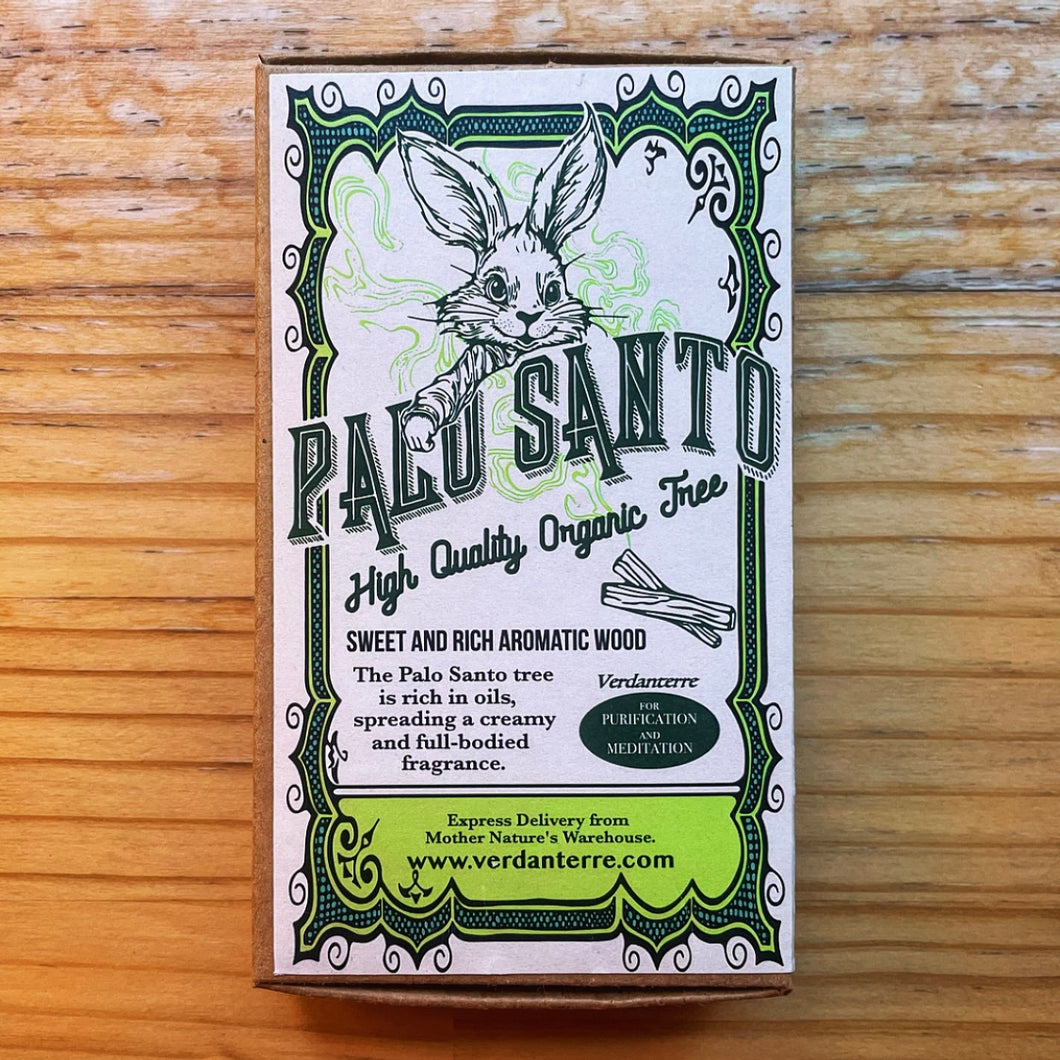 PALO SANTO
High Quality Organic Tree
SWEET AND RICH AROMATIC WOOD
The Palo Santo tree
is rich in oils,
spreading a creamy
and full-bodied
fragrance.
Verdanterre
FOR
PURIFICATION
AND
MEDITATION
Express Delivery from
Mother Nature's Warehouse.
www.verdanterre.com